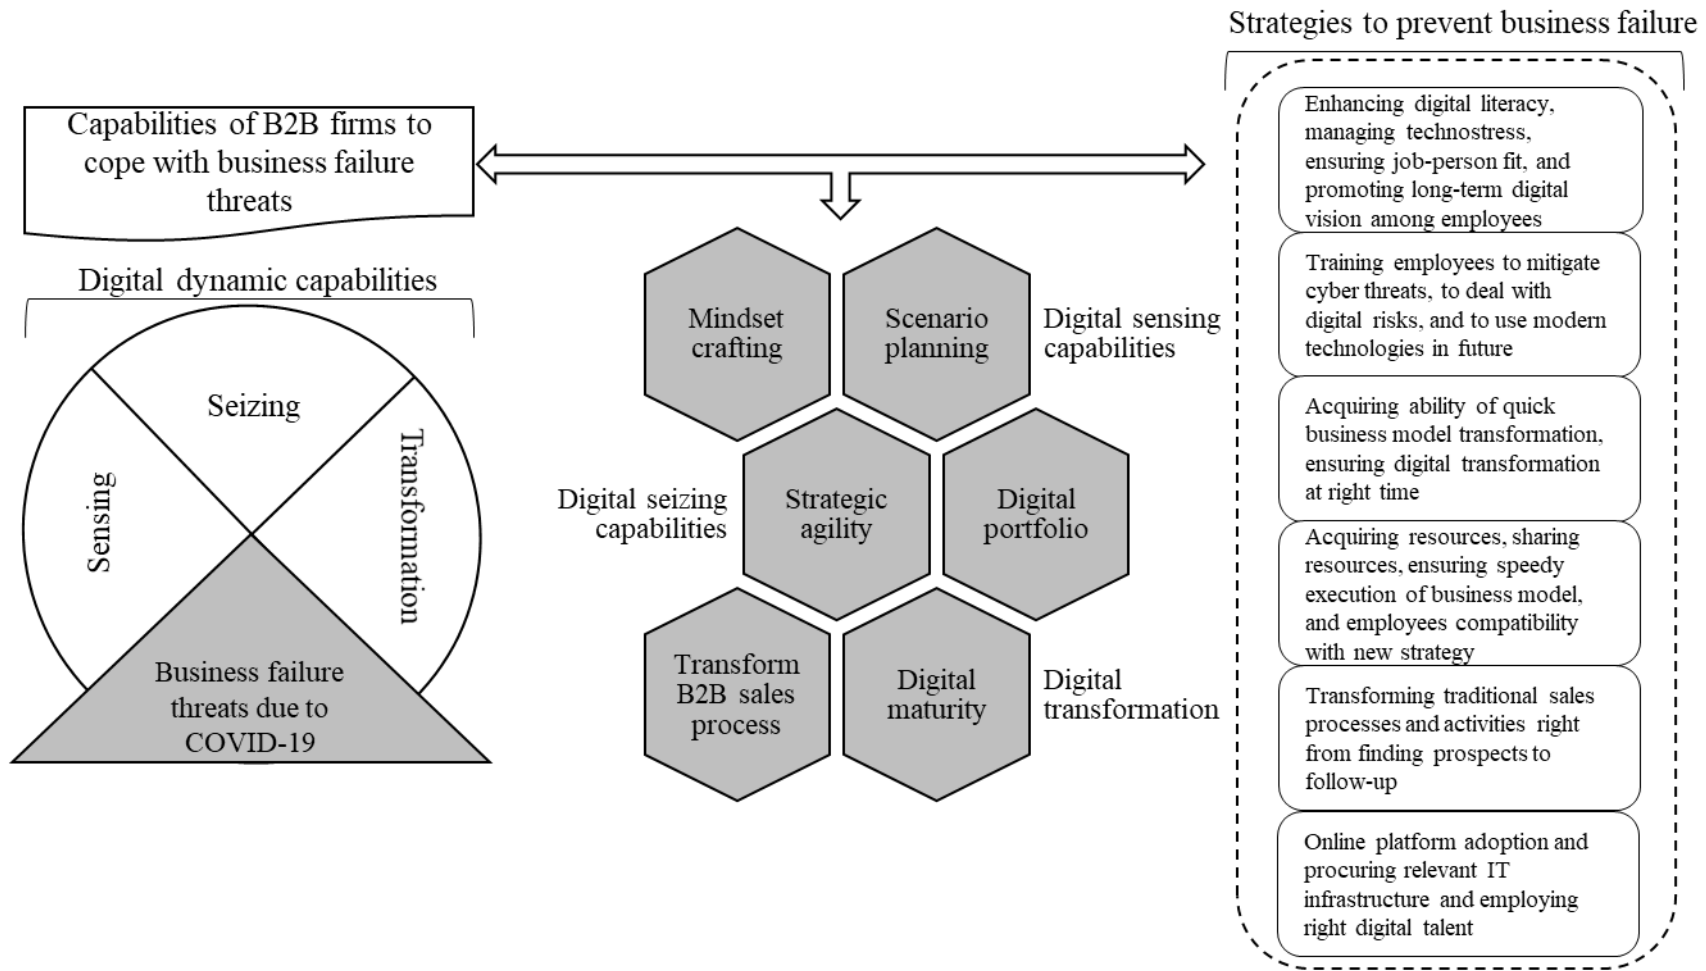 Strategies to prevent business failure
Capabilities of B2B firms to
cope with business failure
threats
Digital dynamic capabilities
Seizing
Sensing
Transformation
Business failure
threats due to
COVID-19
Mindset
crafting
Scenario
planning
Digital sensing
capabilities
Digital seizing
capabilities
Strategic
agility
Digital
portfolio
Transform
B2B sales
process
Digital
maturity
Digital
transformation
Enhancing digital literacy,
managing technostress,
ensuring job-person fit, and
promoting long-term digital
vision among employees
Training employees to mitigate
cyber threats, to deal with
digital risks, and to use modern
technologies in future
Acquiring ability of quick
business model transformation,
ensuring digital transformation
at right time
Acquiring resources, sharing
resources, ensuring speedy
execution of business model,
and employees compatibility
with new strategy
Transforming traditional sales
processes and activities right
from finding prospects to
follow-up
Online platform adoption and
procuring relevant IT
infrastructure and employing
right digital talent